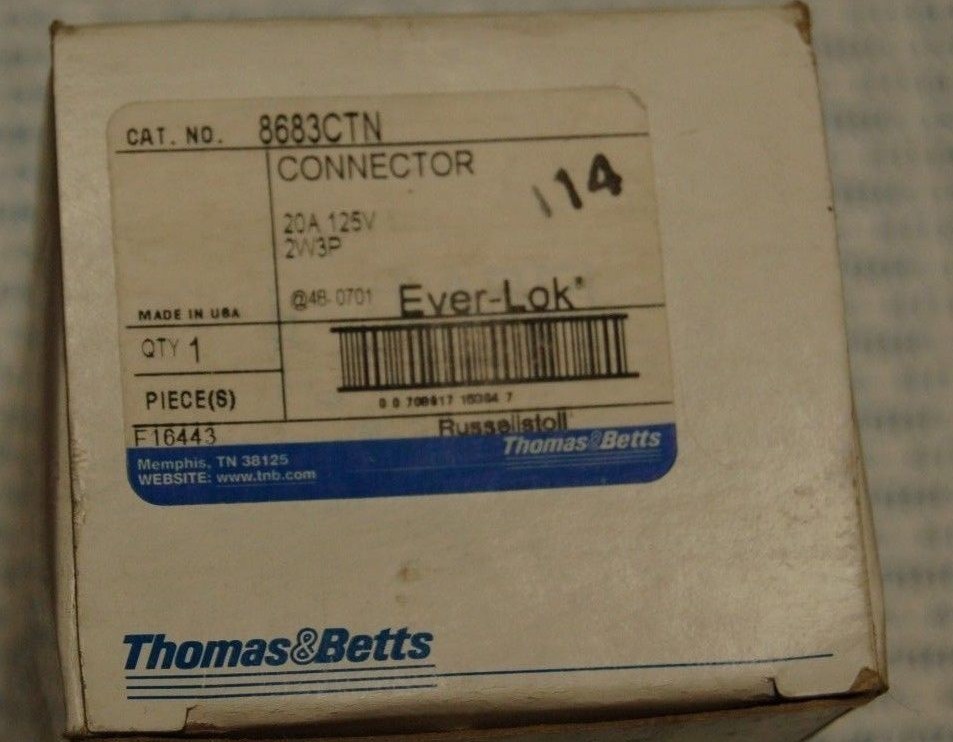 CAT. NO. 8683CTN
CONNECTOR
114
20A 125V
2W3P
@4B-0701 Ever-Lok®
MADE IN USA
QTY 1
PIECE(S)
F16443 Russellstoll
Thomas&Betts
Memphis, TN 38125
WEBSITE: www.tnb.com
Thomas&Betts